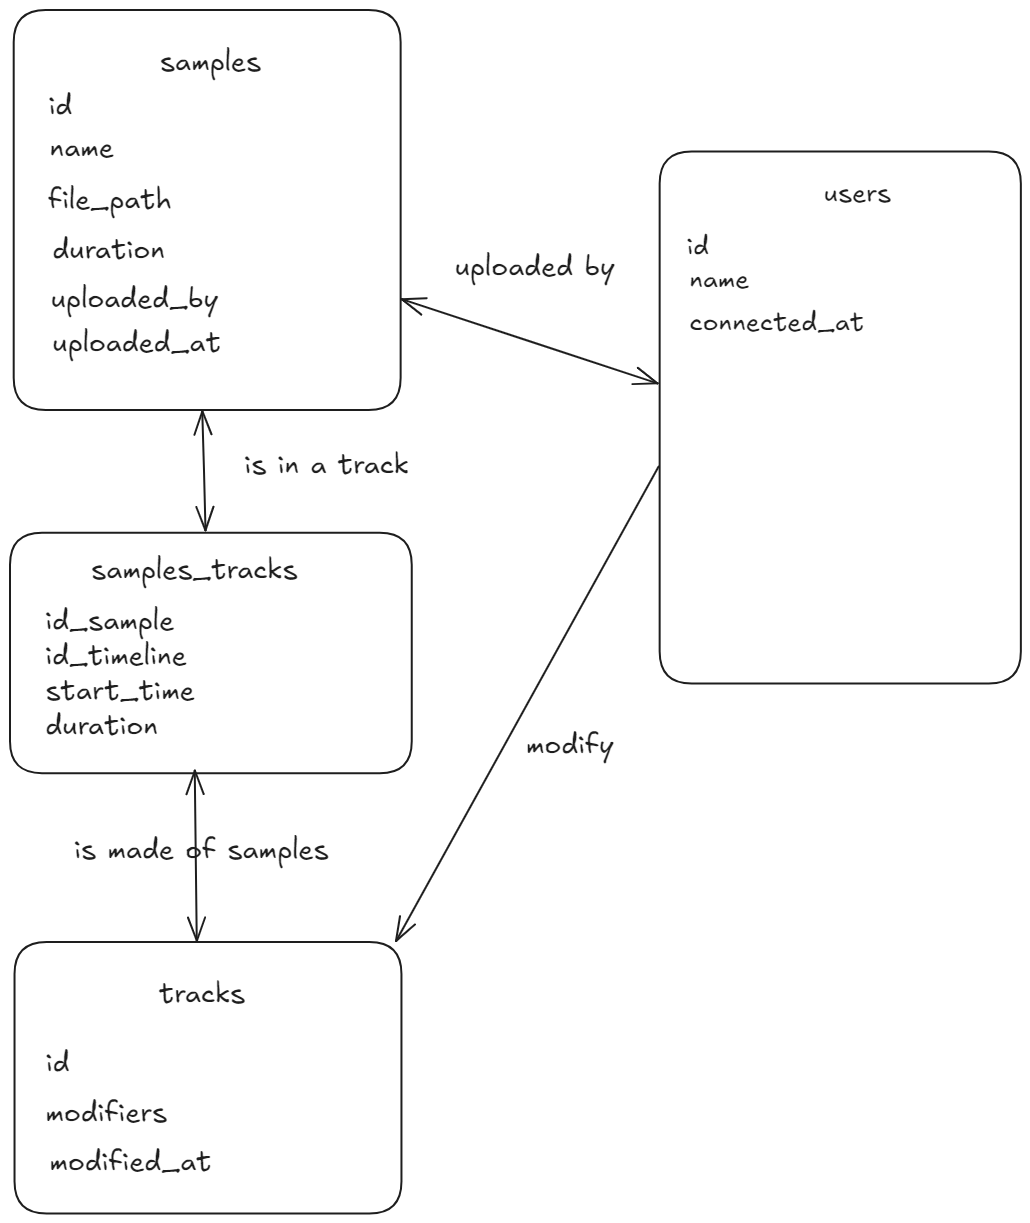 samples
id
name
file_path
duration
uploaded_by
uploaded_at
users
id
name
connected_at
uploaded by
is in a track
samples_tracks
id_sample
id_timeline
start_time
duration
modify
is made of samples
tracks
id
modifiers
modified_at